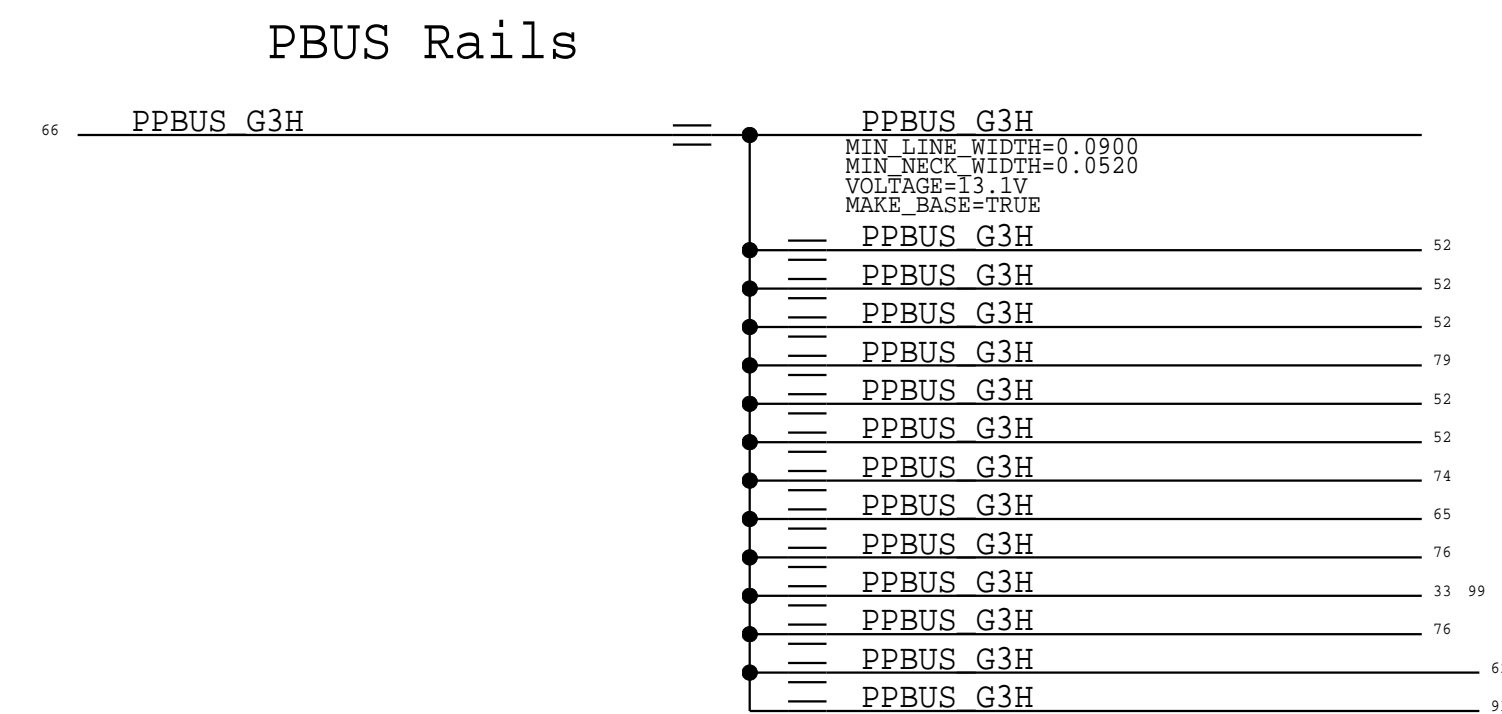 PBUS Rails
66 PPBUS_G3H PPBUS_G3H
MIN_LINE_WIDTH=0.0900
MIN_NECK_WIDTH=0.0520
VOLTAGE=13.1V
MAKE_BASE=TRUE
PPBUS_G3H 52
PPBUS_G3H 52
PPBUS_G3H 52
PPBUS_G3H 79
PPBUS_G3H 52
PPBUS_G3H 52
PPBUS_G3H 74
PPBUS_G3H 65
PPBUS_G3H 76
PPBUS_G3H 33 99
PPBUS_G3H 76
PPBUS_G3H
PPBUS_G3H